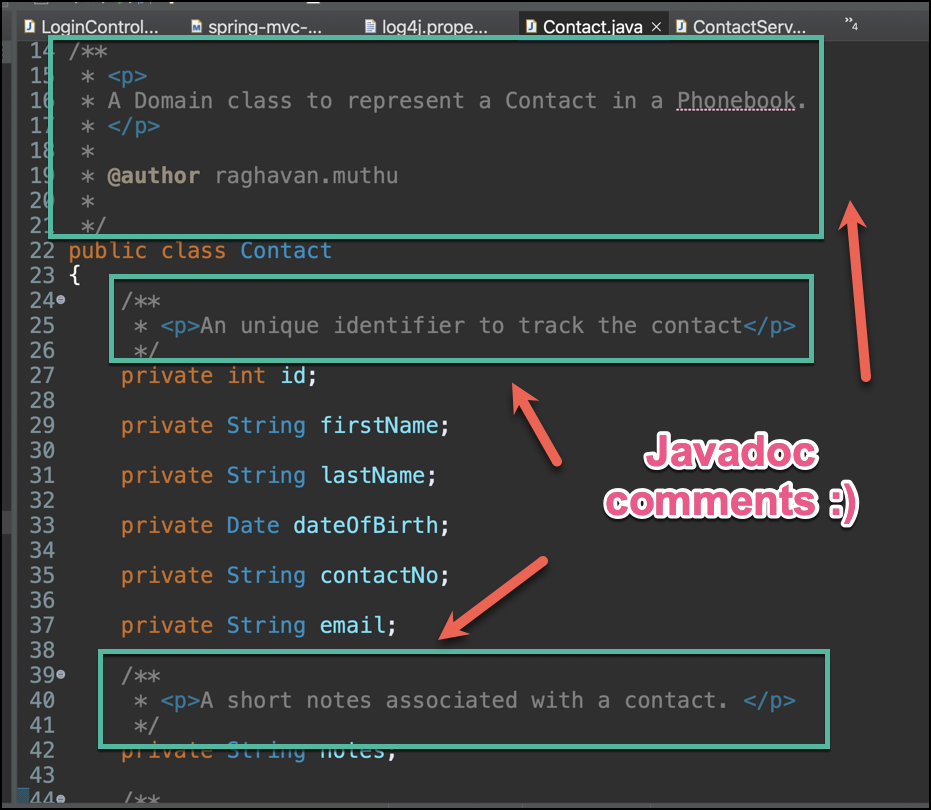 LoginControl...  spring-mvc-...  log4j.prope...  Contact.java  ContactServ...  »4
14 /**
15  * <p>
16  * A Domain class to represent a Contact in a Phonebook.
17  * </p>
18  *
19  * @author raghavan.muthu
20  *
21  */
22 public class Contact
23 {
24     /**
25      * <p>An unique identifier to track the contact</p>
26      */
27     private int id;
28
29     private String firstName;
30
31     private String lastName;
32
33     private Date dateOfBirth;
34
35     private String contactNo;
36
37     private String email;
38
39     /**
40      * <p>A short notes associated with a contact. </p>
41      */
42     private String notes;
43
44     /**
Javadoc
comments :)